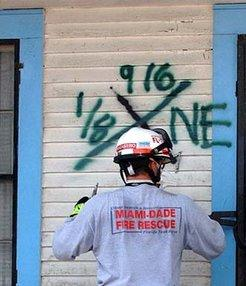 9 16
1/8 NE
MIAMI-DADE
FIRE RESCUE